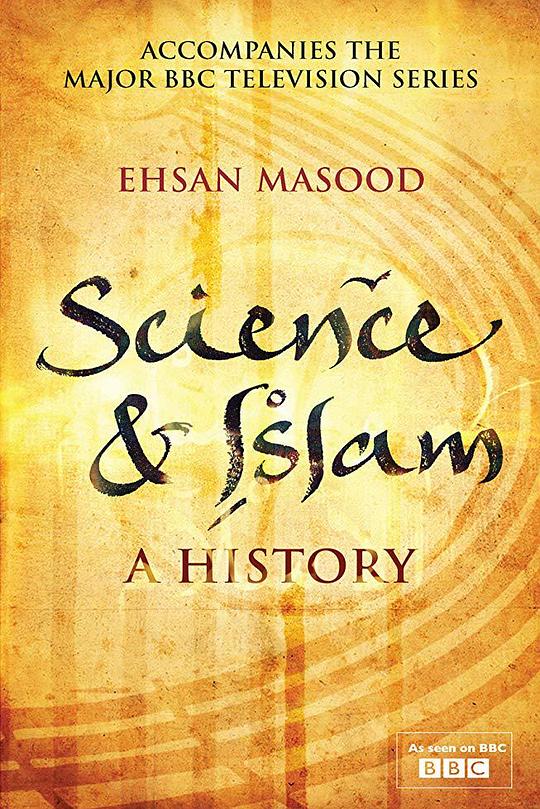 ACCOMPANIES THE
MAJOR BBC TELEVISION SERIES
EHSAN MASOOD
Science
& Islam
A HISTORY
As seen on BBC
BBC